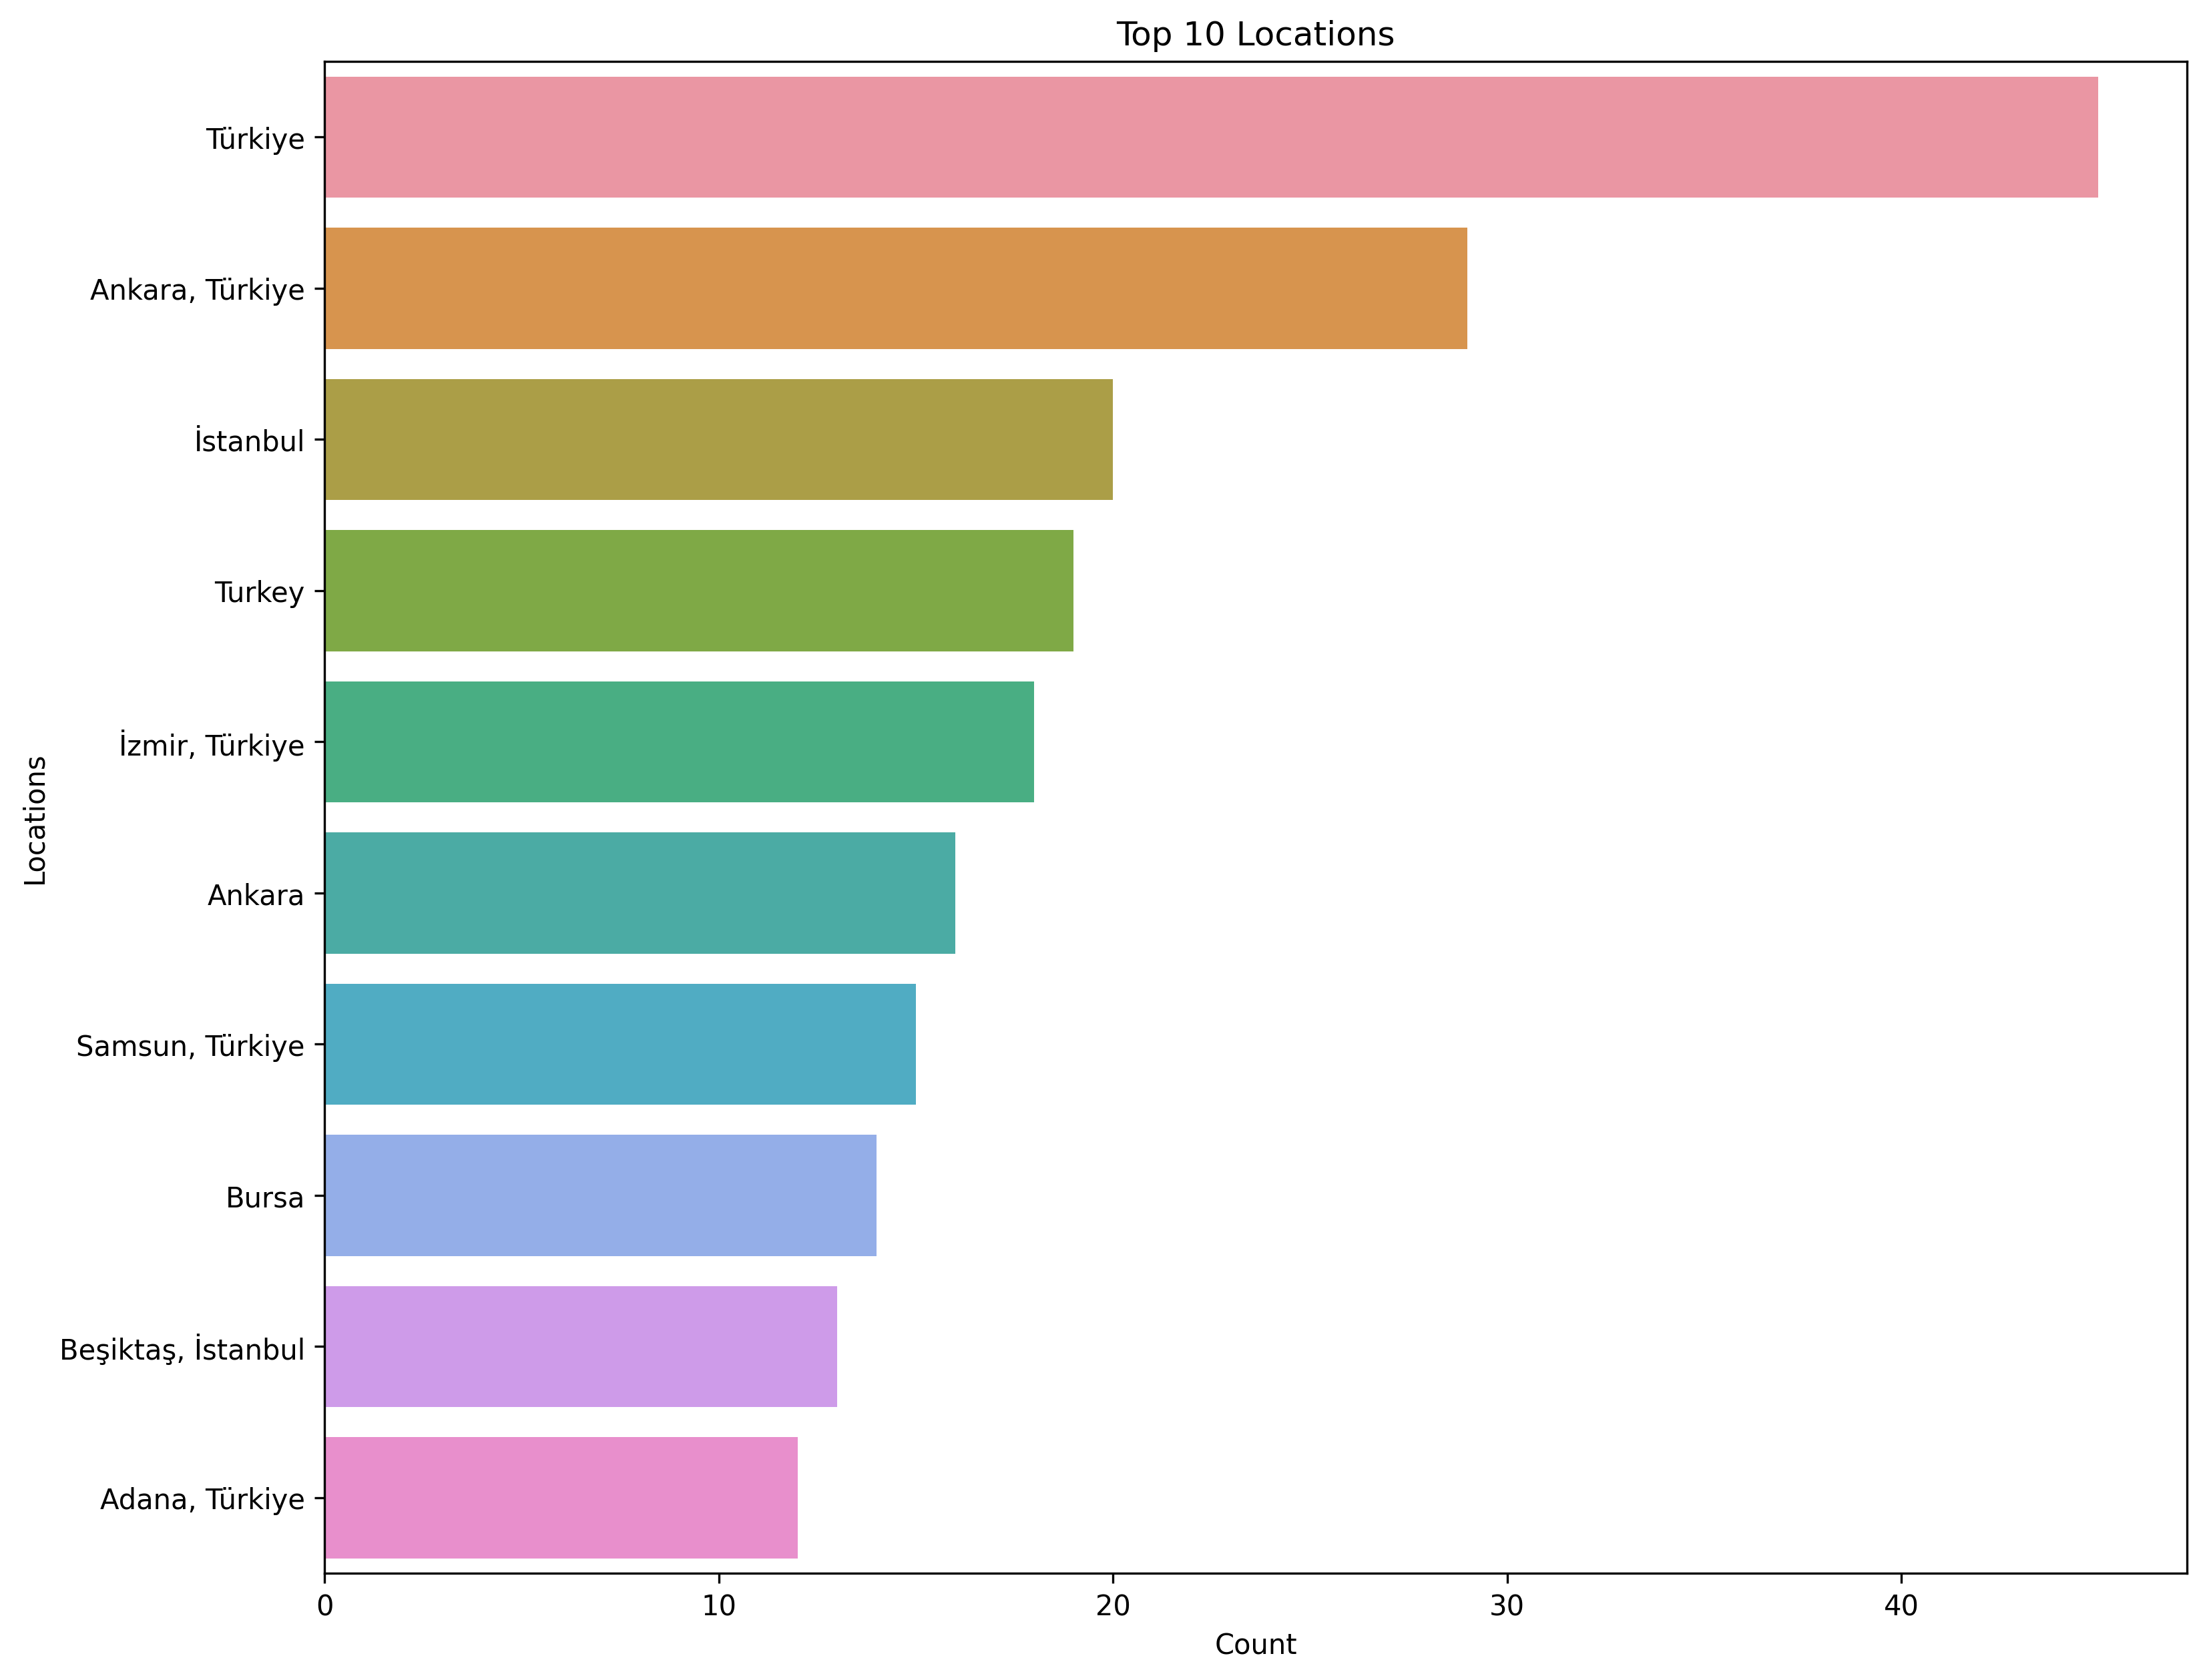 Top 10 Locations
Türkiye
Ankara, Türkiye
İstanbul
Turkey
İzmir, Türkiye
Ankara
Samsun, Türkiye
Bursa
Beşiktaş, İstanbul
Adana, Türkiye
Locations
0 10 20 30 40
Count